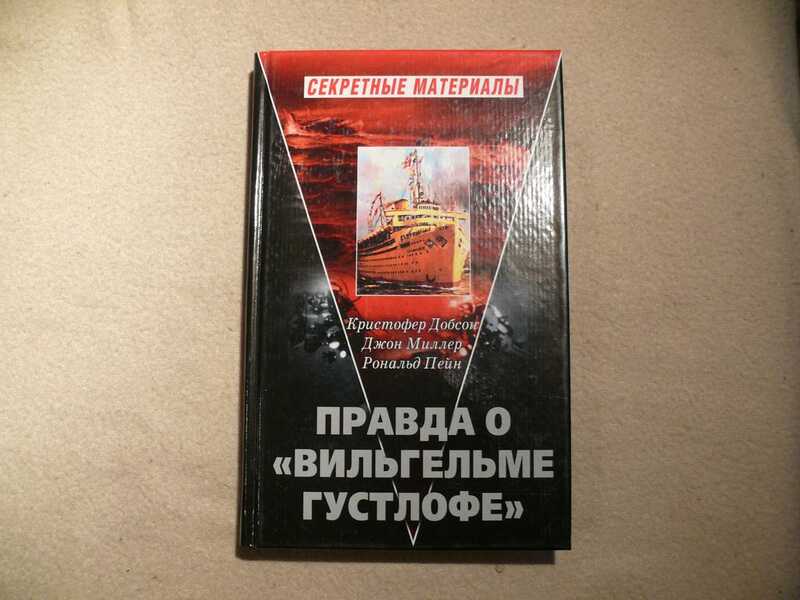 СЕКРЕТНЫЕ МАТЕРИАЛЫ
Кристофер Добсон
Джон Миллер
Рональд Пейн
ПРАВДА О
«ВИЛЬГЕЛЬМЕ
ГУСТЛОФЕ»